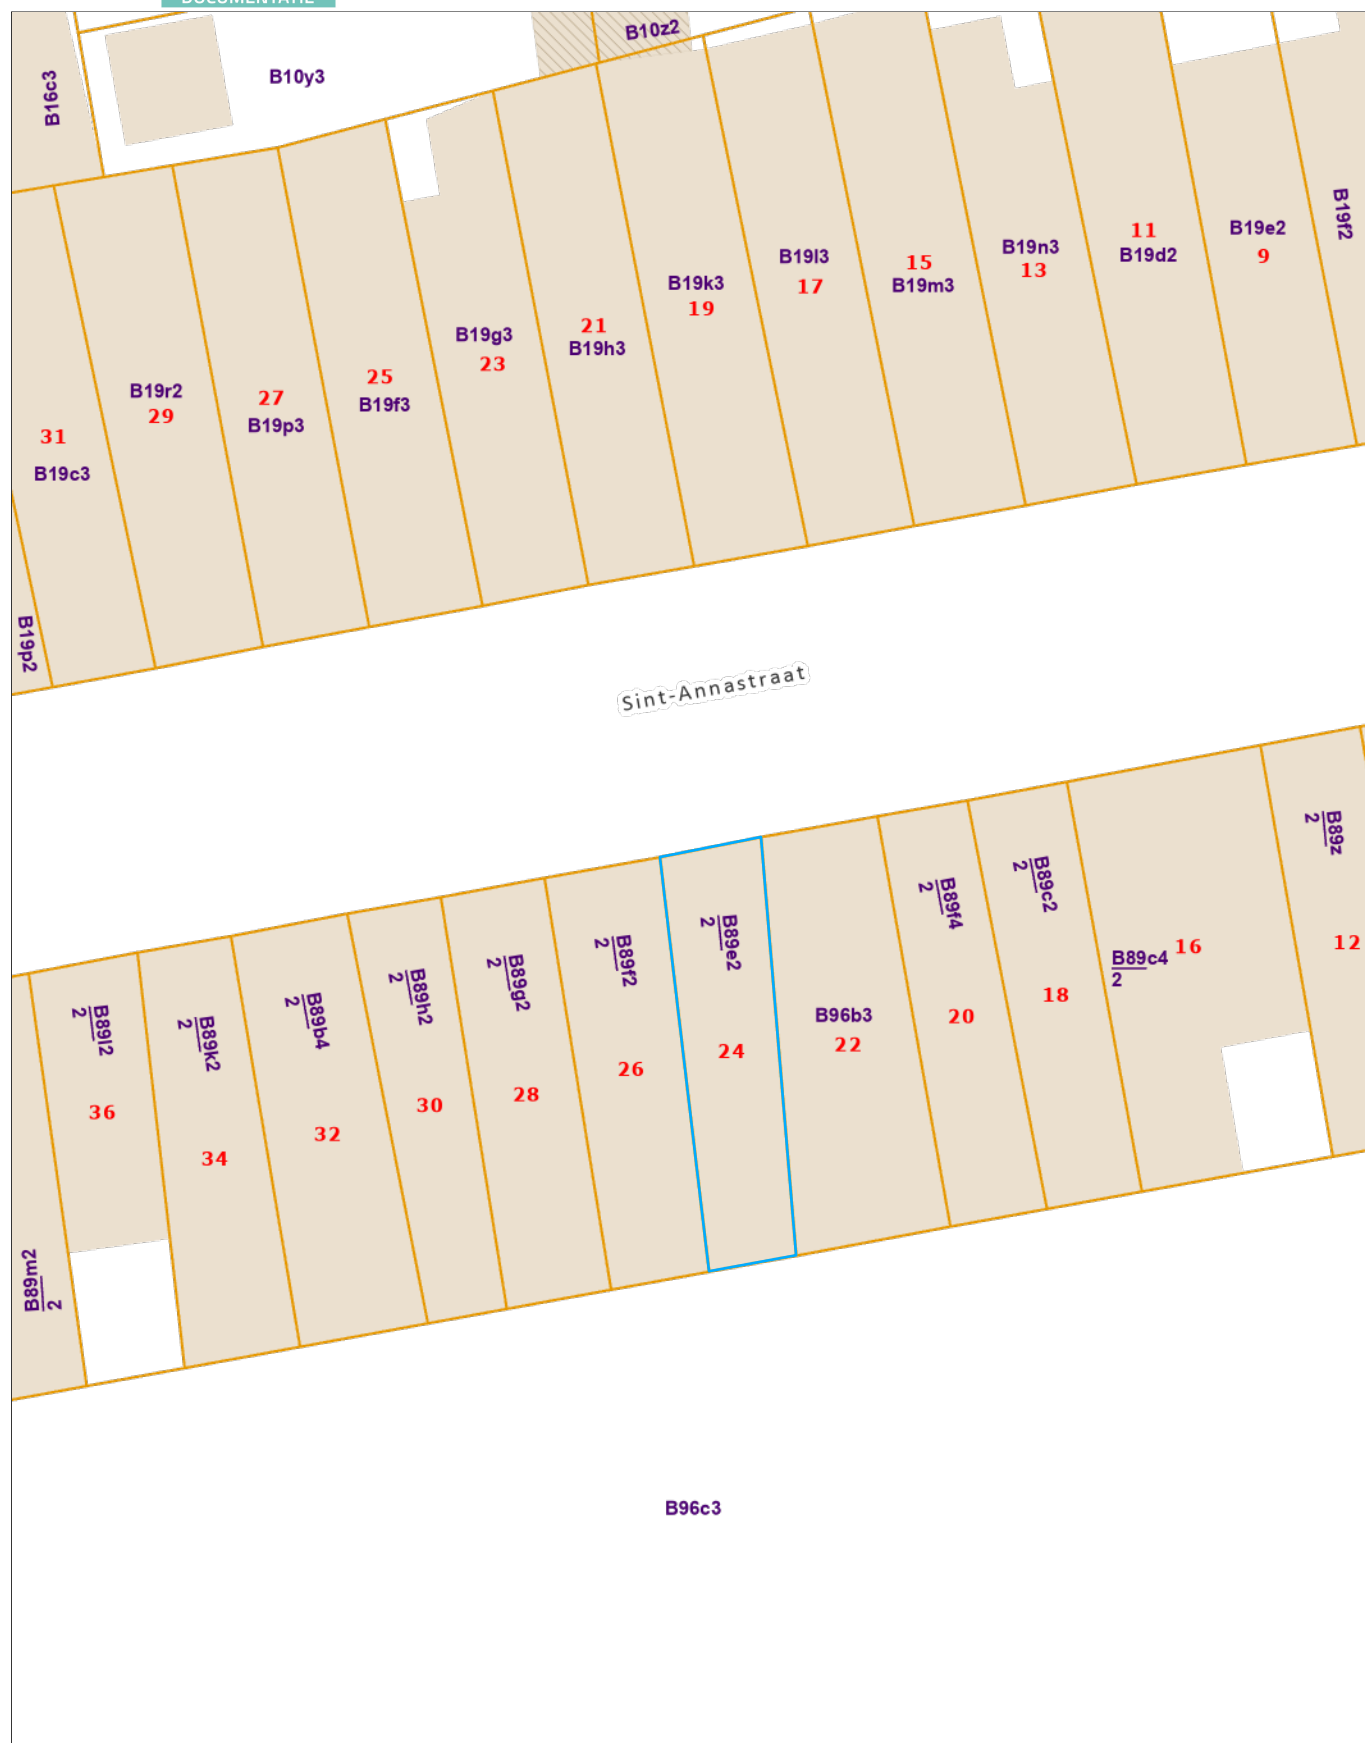 DOCUMENTATIE
B10z2
B16c3
B10y3
B19f2
B19e2
9
11
B19d2
B19n3
13
B19l3
17
15
B19m3
B19k3
19
21
B19h3
B19g3
23
25
B19f3
B19r2
29
27
B19p3
31
B19c3
B19p2
Sint-Annastraat
B89z
2
12
B89c2
2
18
B89c4
2
16
B89f4
2
20
B96b3
22
B89e2
2
24
B89f2
2
26
B89g2
2
28
B89h2
2
30
B89b4
2
32
B89k2
2
34
B89l2
2
36
B89m2
2
B96c3